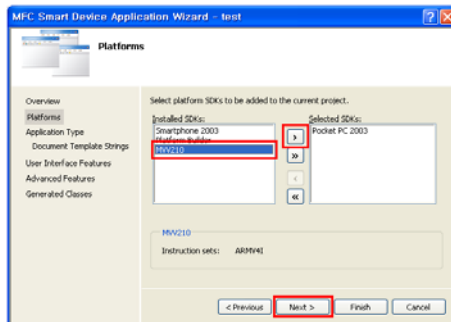 MFC Smart Device Application Wizard - test
Platforms
Overview
Platforms
Application Type
Document Template Strings
User Interface Features
Advanced Features
Generated Classes
Select platform SDKs to be added to the current project.
Installed SDKs:
Smartphone 2003
Platform Builder
MVV210
>
>>
<
<<
Selected SDKs:
Pocket PC 2003
MVV210
Instruction sets: ARMV4I
< Previous
Next >
Finish
Cancel